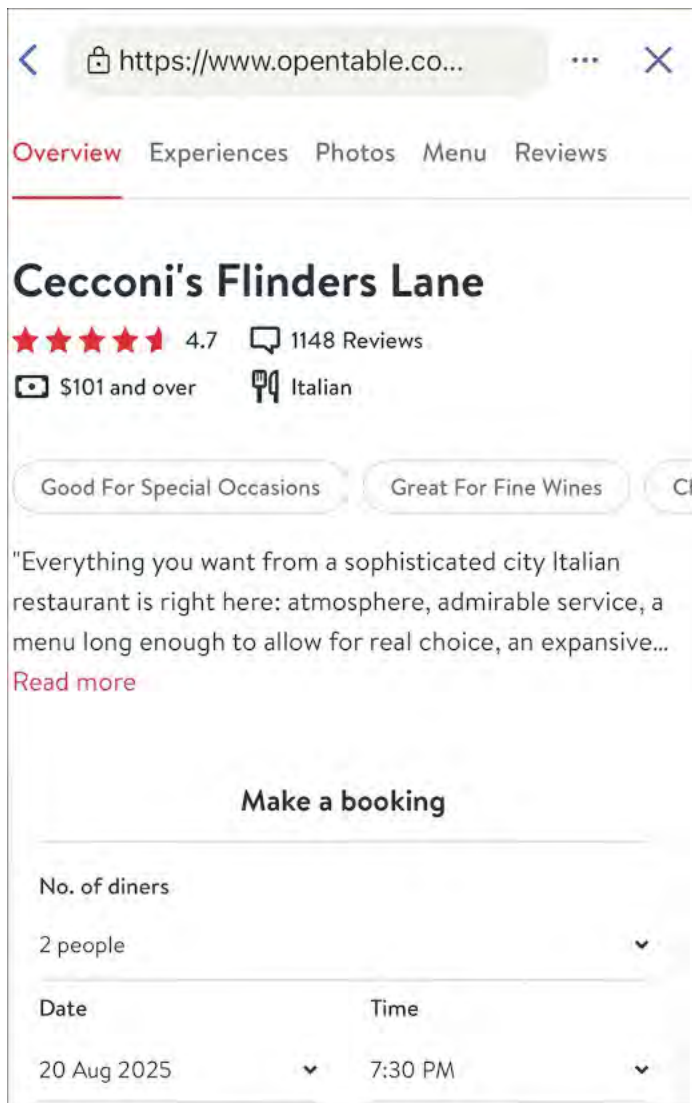 https://www.opentable.co...
Overview Experiences Photos Menu Reviews
Cecconi's Flinders Lane
4.7 1148 Reviews
$101 and over Italian
Good For Special Occasions Great For Fine Wines
"Everything you want from a sophisticated city Italian
restaurant is right here: atmosphere, admirable service, a
menu long enough to allow for real choice, an expansive...
Read more
Make a booking
No. of diners
2 people
Date Time
20 Aug 2025 7:30 PM